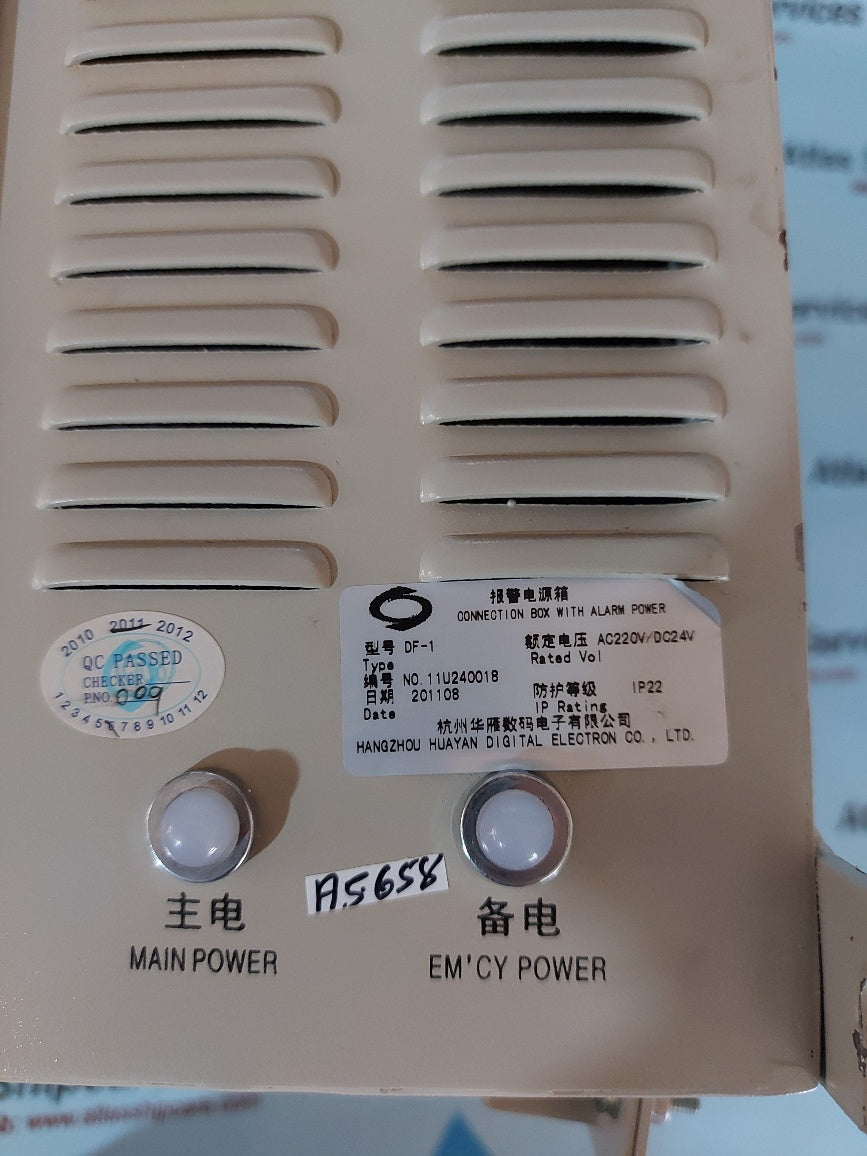 报警电源箱
CONNECTION BOX WITH ALARM POWER
型号 DF-1 额定电压 AC220V/DC24V
Type Rated Vol
编号 NO.11U240018
日期 201108 防护等级 IP22
Date IP Rating
杭州华雁数码电子有限公司
HANGZHOU HUAYAN DIGITAL ELECTRON CO., LTD.
2010 2011 2012
QC PASSED
CHECKER
P.NO. 009
1 2 3 4 5 6 7 8 9 10 11 12
A5658
主电 备电
MAIN POWER EM'CY POWER